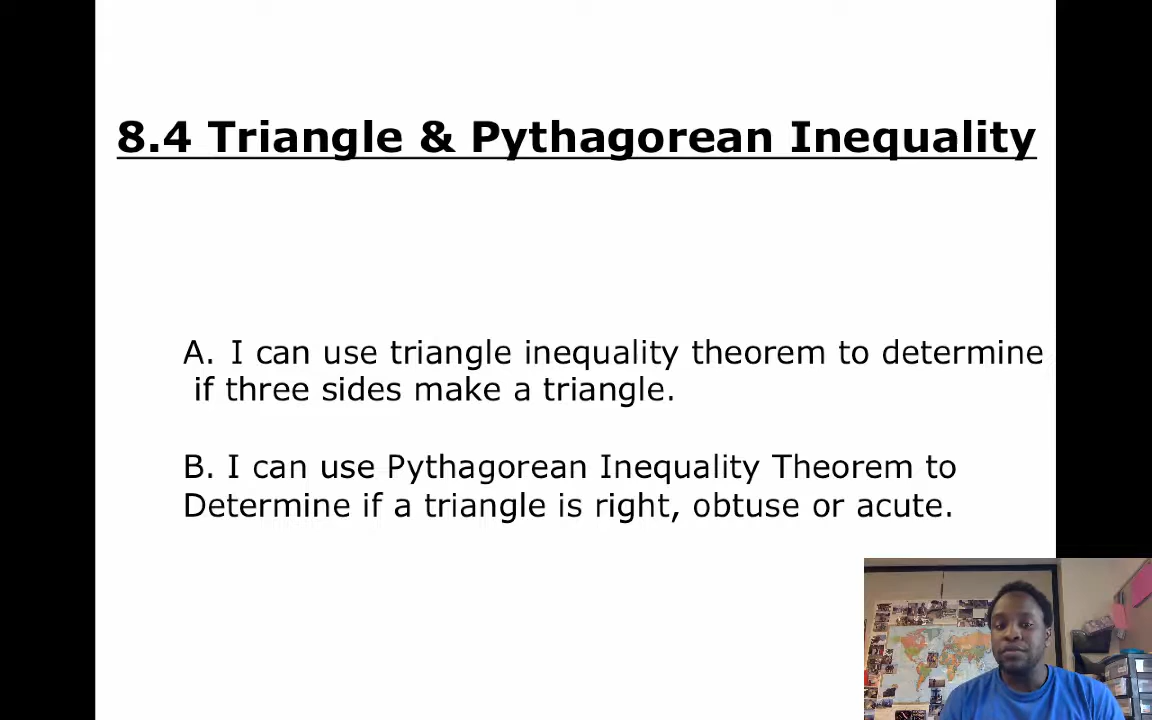 8.4 Triangle & Pythagorean Inequality
A. I can use triangle inequality theorem to determine
if three sides make a triangle.
B. I can use Pythagorean Inequality Theorem to
Determine if a triangle is right, obtuse or acute.